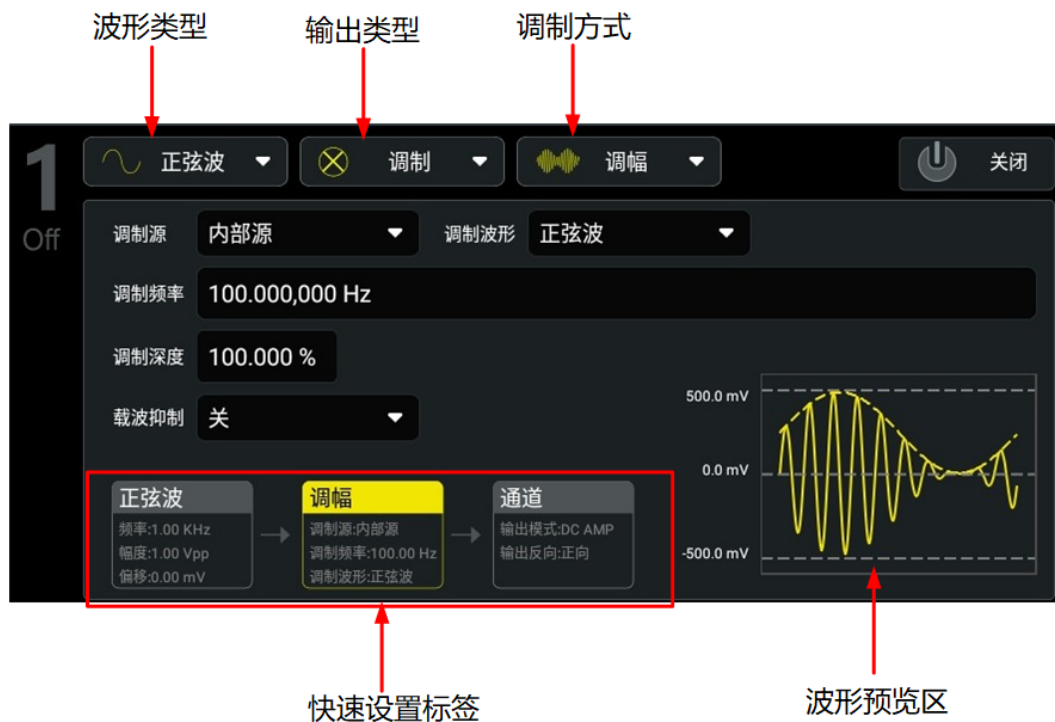 波形类型 输出类型 调制方式
1 正弦波 调制 调幅 关闭
Off
调制源 内部源 调制波形 正弦波
调制频率 100.000,000 Hz
调制深度 100.000 %
载波抑制 关
500.0 mV
0.0 mV
-500.0 mV
正弦波
频率:1.00 KHz
幅度:1.00 Vpp
偏移:0.00 mV
调幅
调制源:内部源
调制频率:100.00 Hz
调制波形:正弦波
通道
输出模式:DC AMP
输出反向:正向
快速设置标签 波形预览区